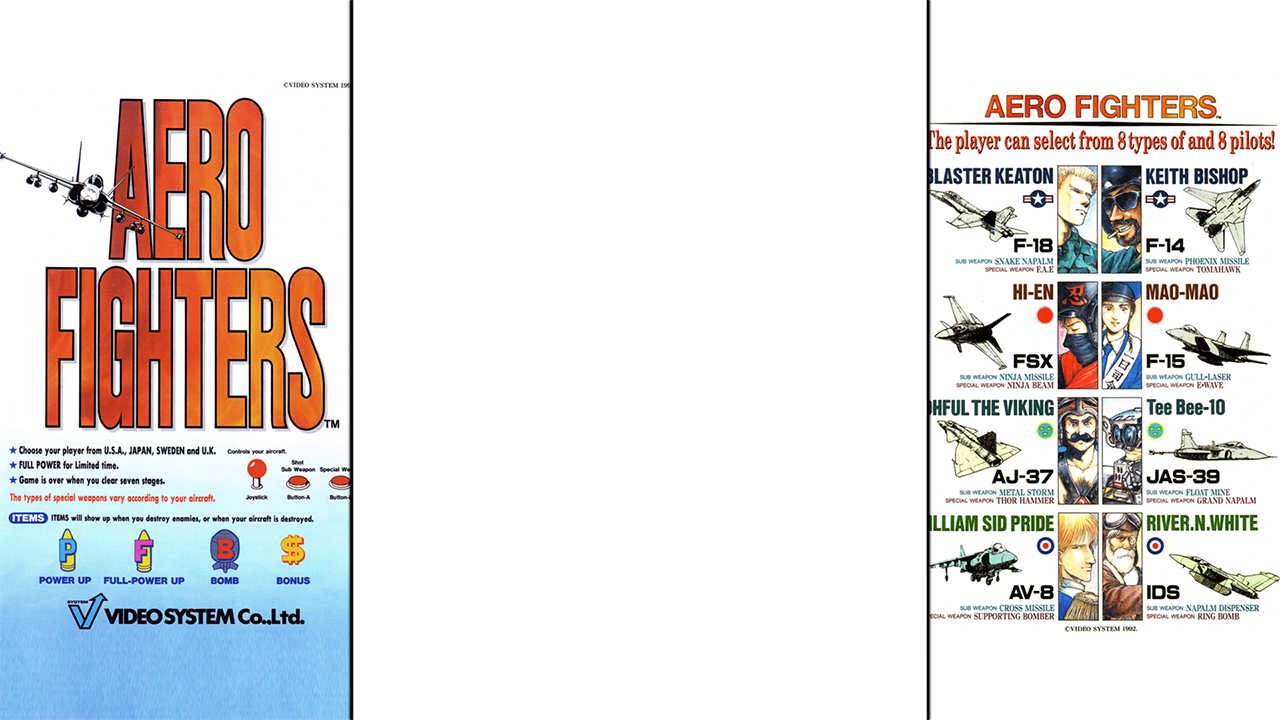 ©VIDEO SYSTEM 199
AERO
FIGHTERS™
★ Choose your player from U.S.A., JAPAN, SWEDEN and U.K.
★ FULL POWER for Limited time.
★ Game is over when you clear seven stages.
The types of special weapons vary according to your aircraft.
Controls your aircraft.
Shot
Sub Weapon Special We
Joystick Button-A Button-
ITEMS ITEMS will show up when you destroy enemies, or when your aircraft is destroyed.
P F B $
POWER UP FULL-POWER UP BOMB BONUS
SYSTEM
V VIDEO SYSTEM Co.,Ltd.
AERO FIGHTERS™
The player can select from 8 types of and 8 pilots!
BLASTER KEATON
F-18
SUB WEAPON SNAKE NAPALM
SPECIAL WEAPON F.A.E
KEITH BISHOP
F-14
SUB WEAPON PHOENIX MISSILE
SPECIAL WEAPON TOMAHAWK
HI-EN
忍
FSX
SUB WEAPON NINJA MISSILE
SPECIAL WEAPON NINJA BEAM
MAO-MAO
一日司令
F-15
SUB WEAPON GULL-LASER
SPECIAL WEAPON E•WAVE
OHFUL THE VIKING
AJ-37
SUB WEAPON METAL STORM
SPECIAL WEAPON THOR HAMMER
Tee Bee-10
JAS-39
SUB WEAPON FLOAT MINE
SPECIAL WEAPON GRAND NAPALM
ILLIAM SID PRIDE
AV-8
SUB WEAPON CROSS MISSILE
ECIAL WEAPON SUPPORTING BOMBER
RIVER.N.WHITE
IDS
SUB WEAPON NAPALM DISPENSER
SPECIAL WEAPON RING BOMB
©VIDEO SYSTEM 1992.